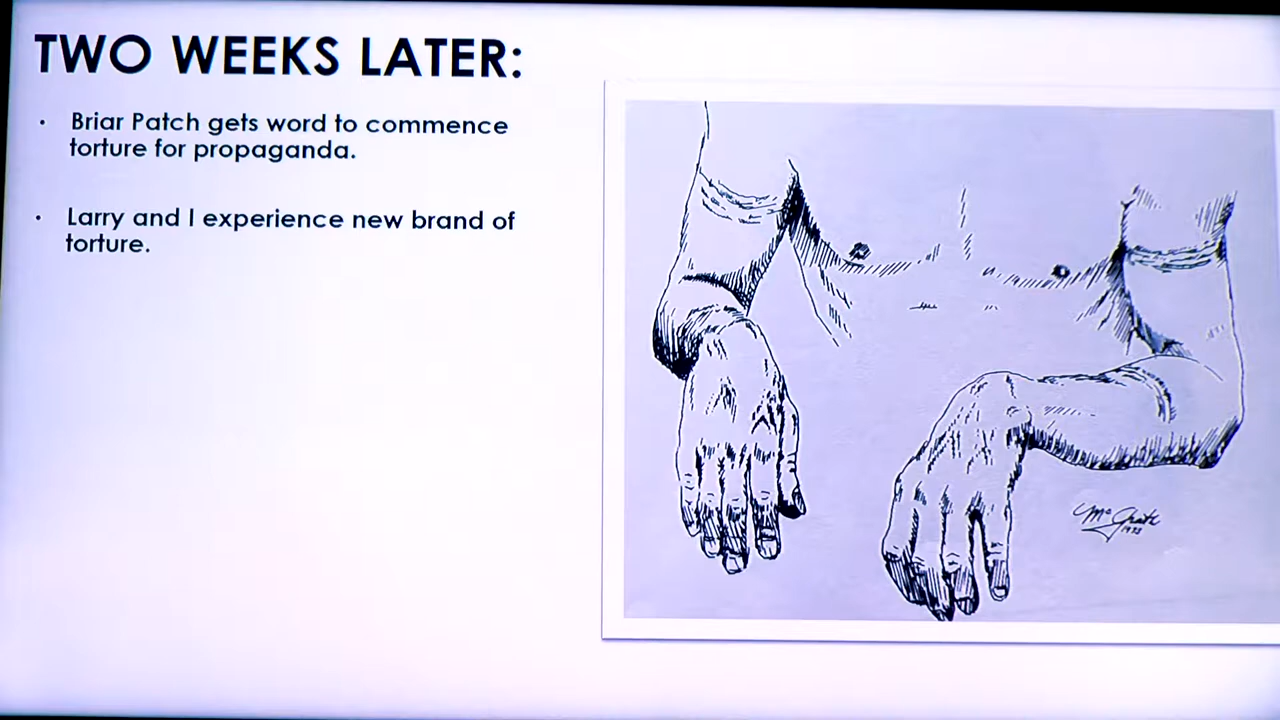 TWO WEEKS LATER:
• Briar Patch gets word to commence
torture for propaganda.
• Larry and I experience new brand of
torture.
McGrath